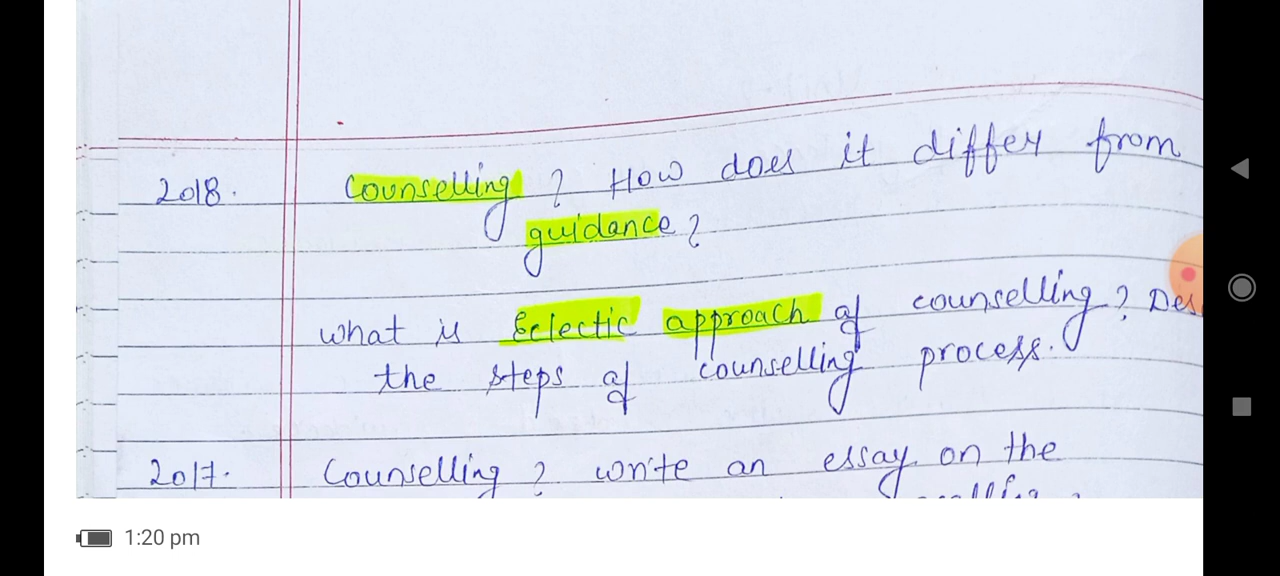 2018. Counselling ? How does it differ from
guidance ?
what is Eclectic approach of counselling ? Des
the steps of counselling process.
2017. Counselling ? write an essay on the
1:20 pm